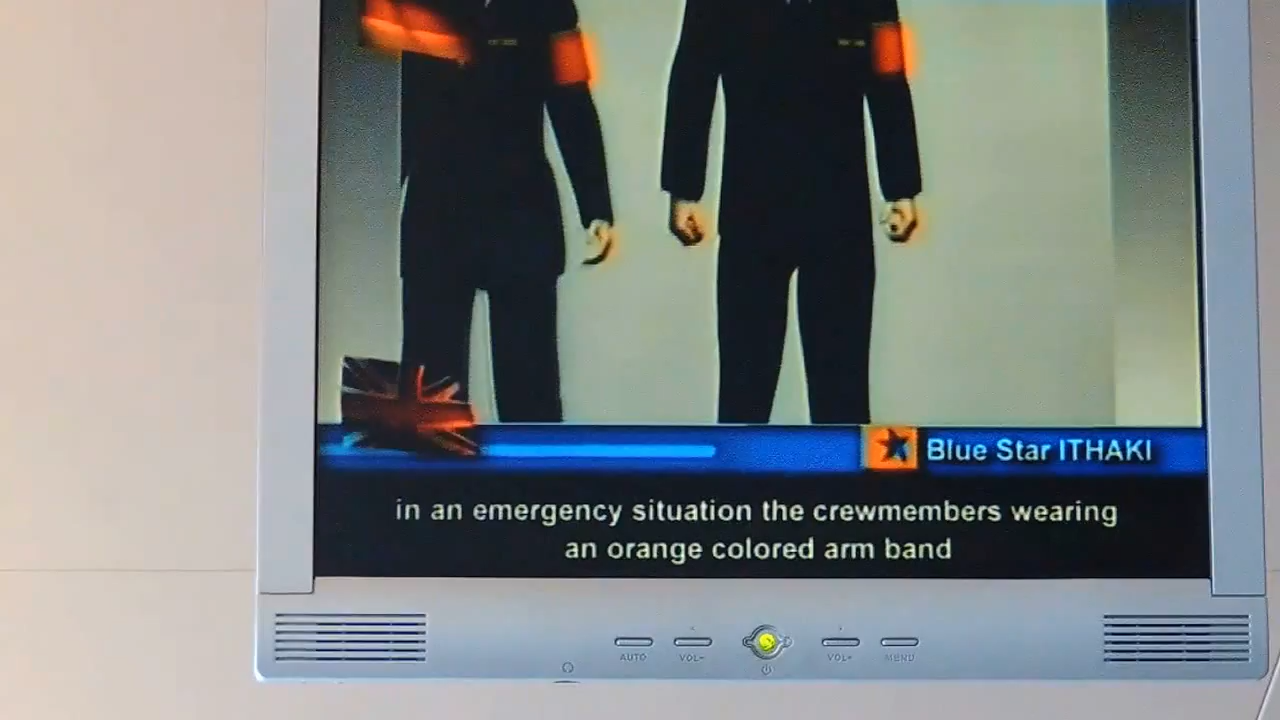 Blue Star ITHAKI
in an emergency situation the crewmembers wearing
an orange colored arm band
AUTO
VOL-
VOL+
MENU